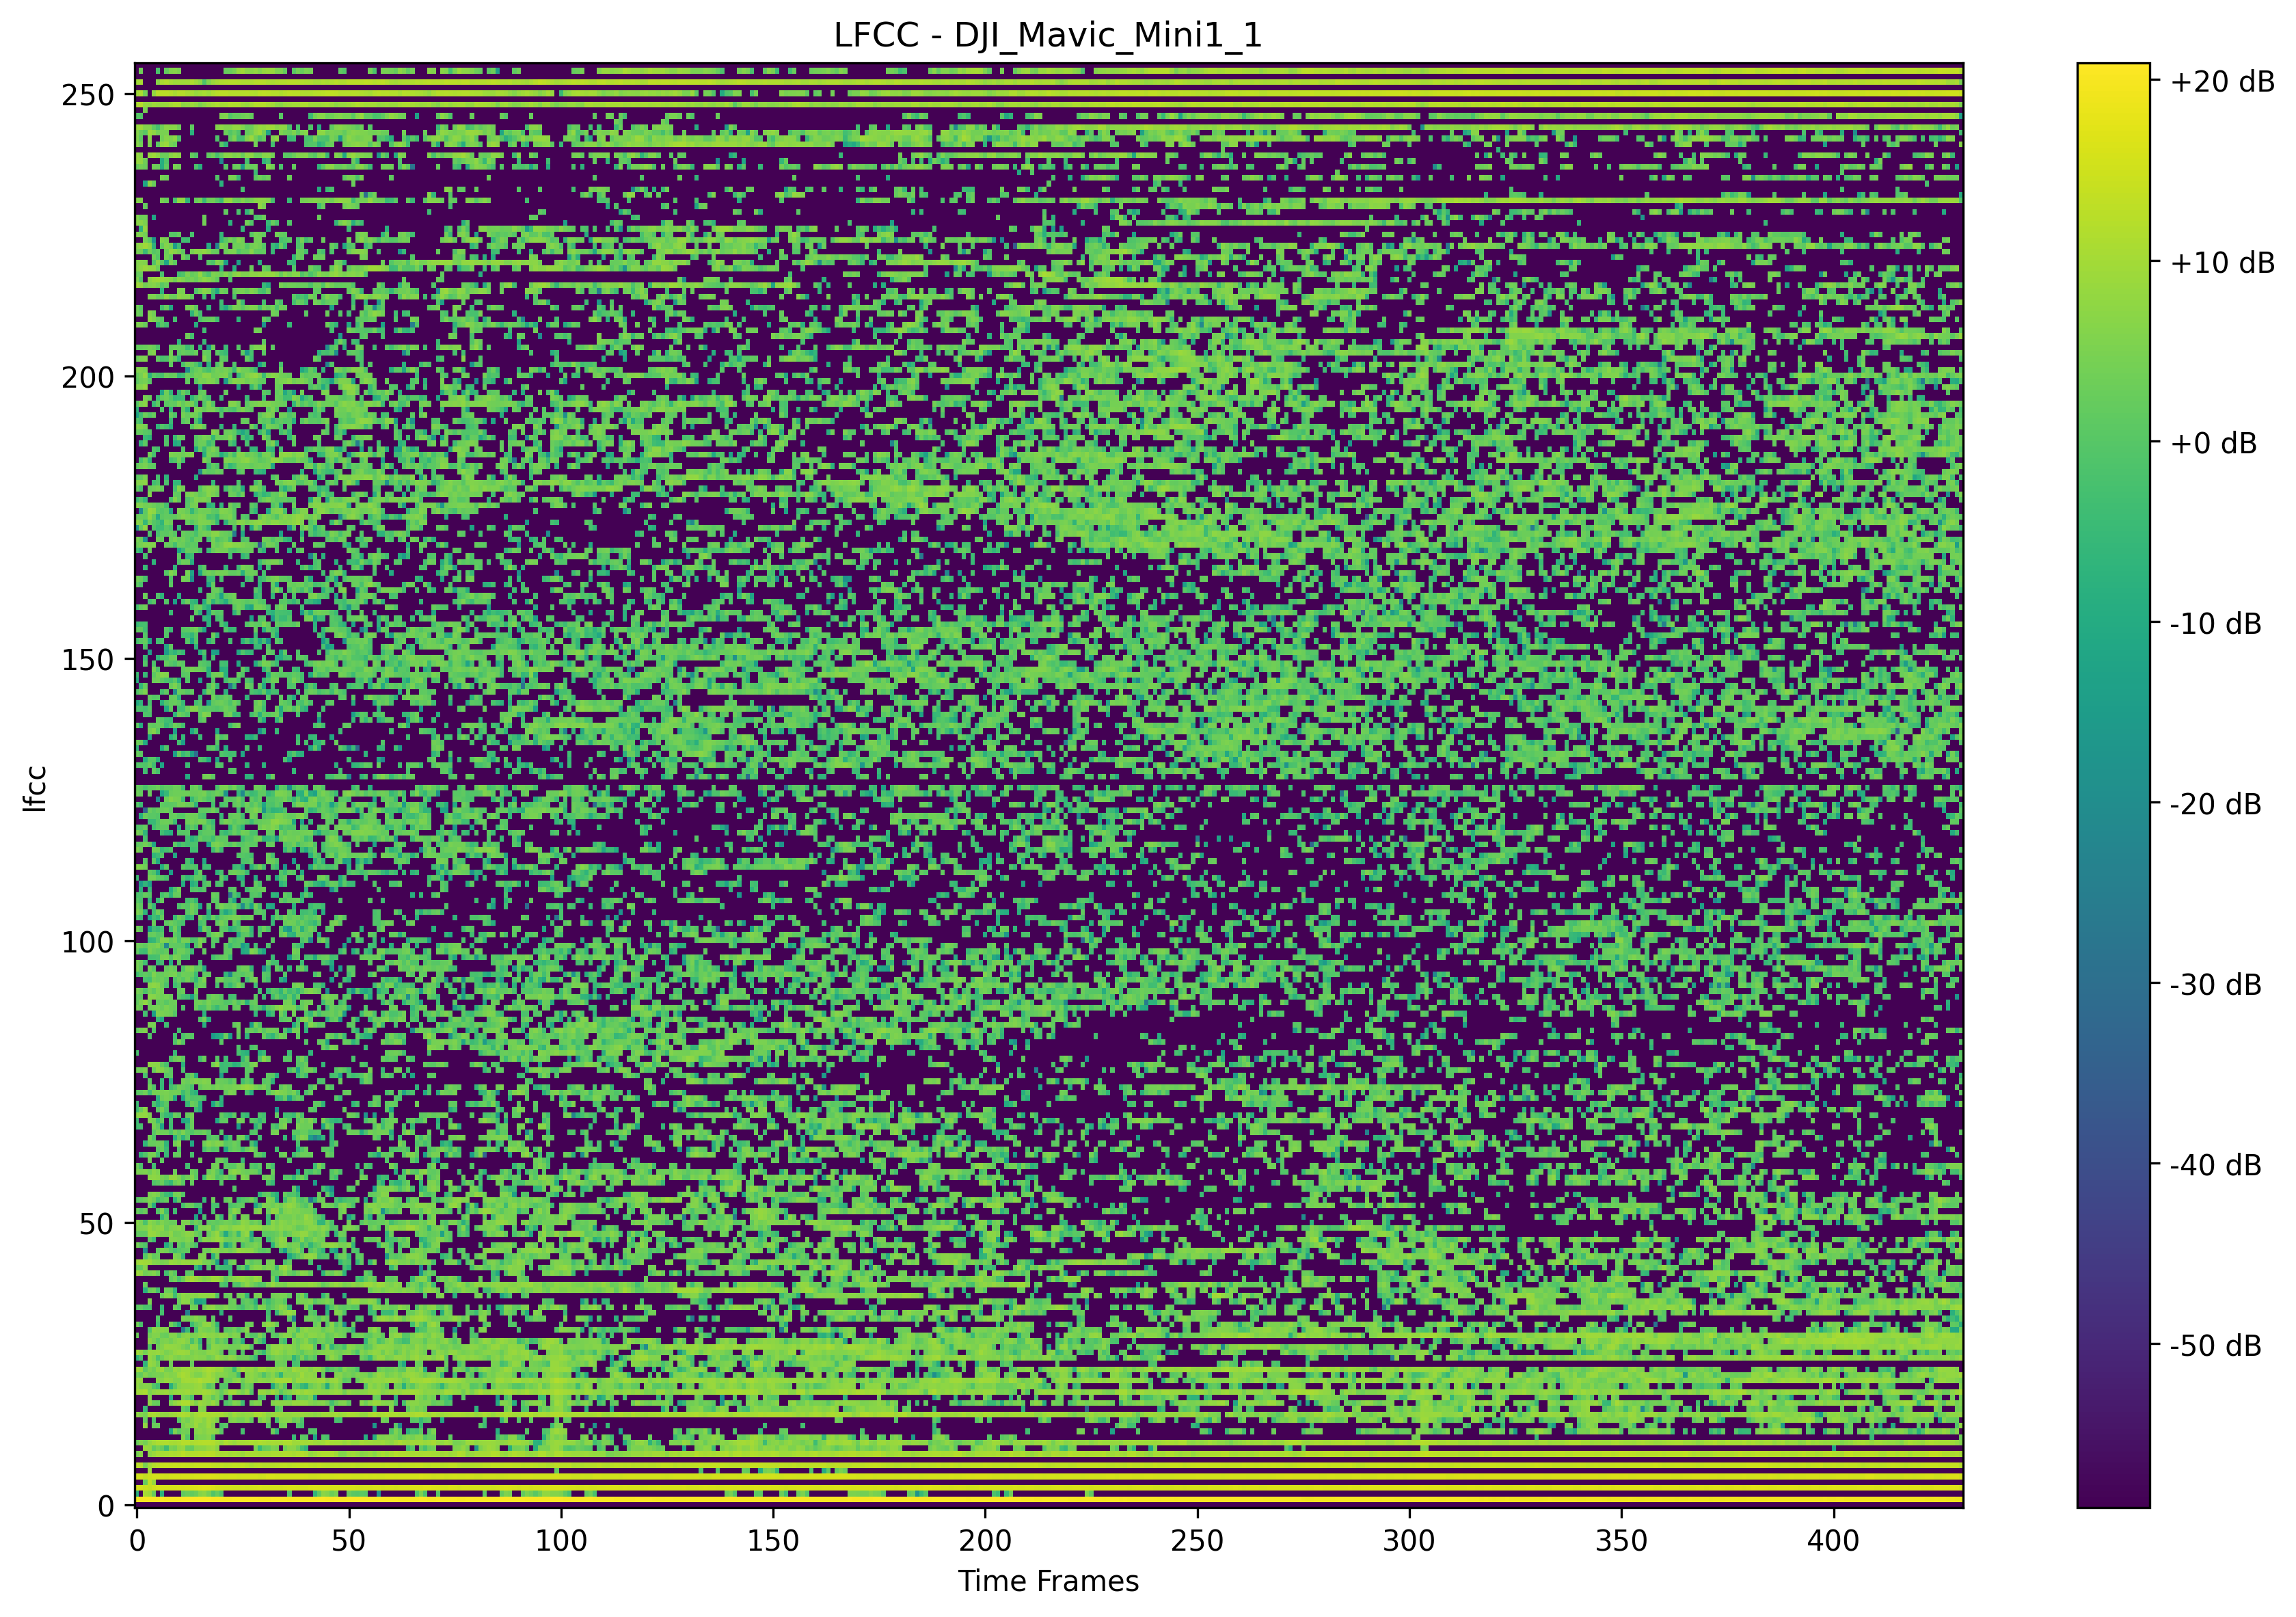 LFCC - DJI_Mavic_Mini1_1
lfcc
250
200
150
100
50
0
0 50 100 150 200 250 300 350 400
Time Frames
+20 dB
+10 dB
+0 dB
-10 dB
-20 dB
-30 dB
-40 dB
-50 dB